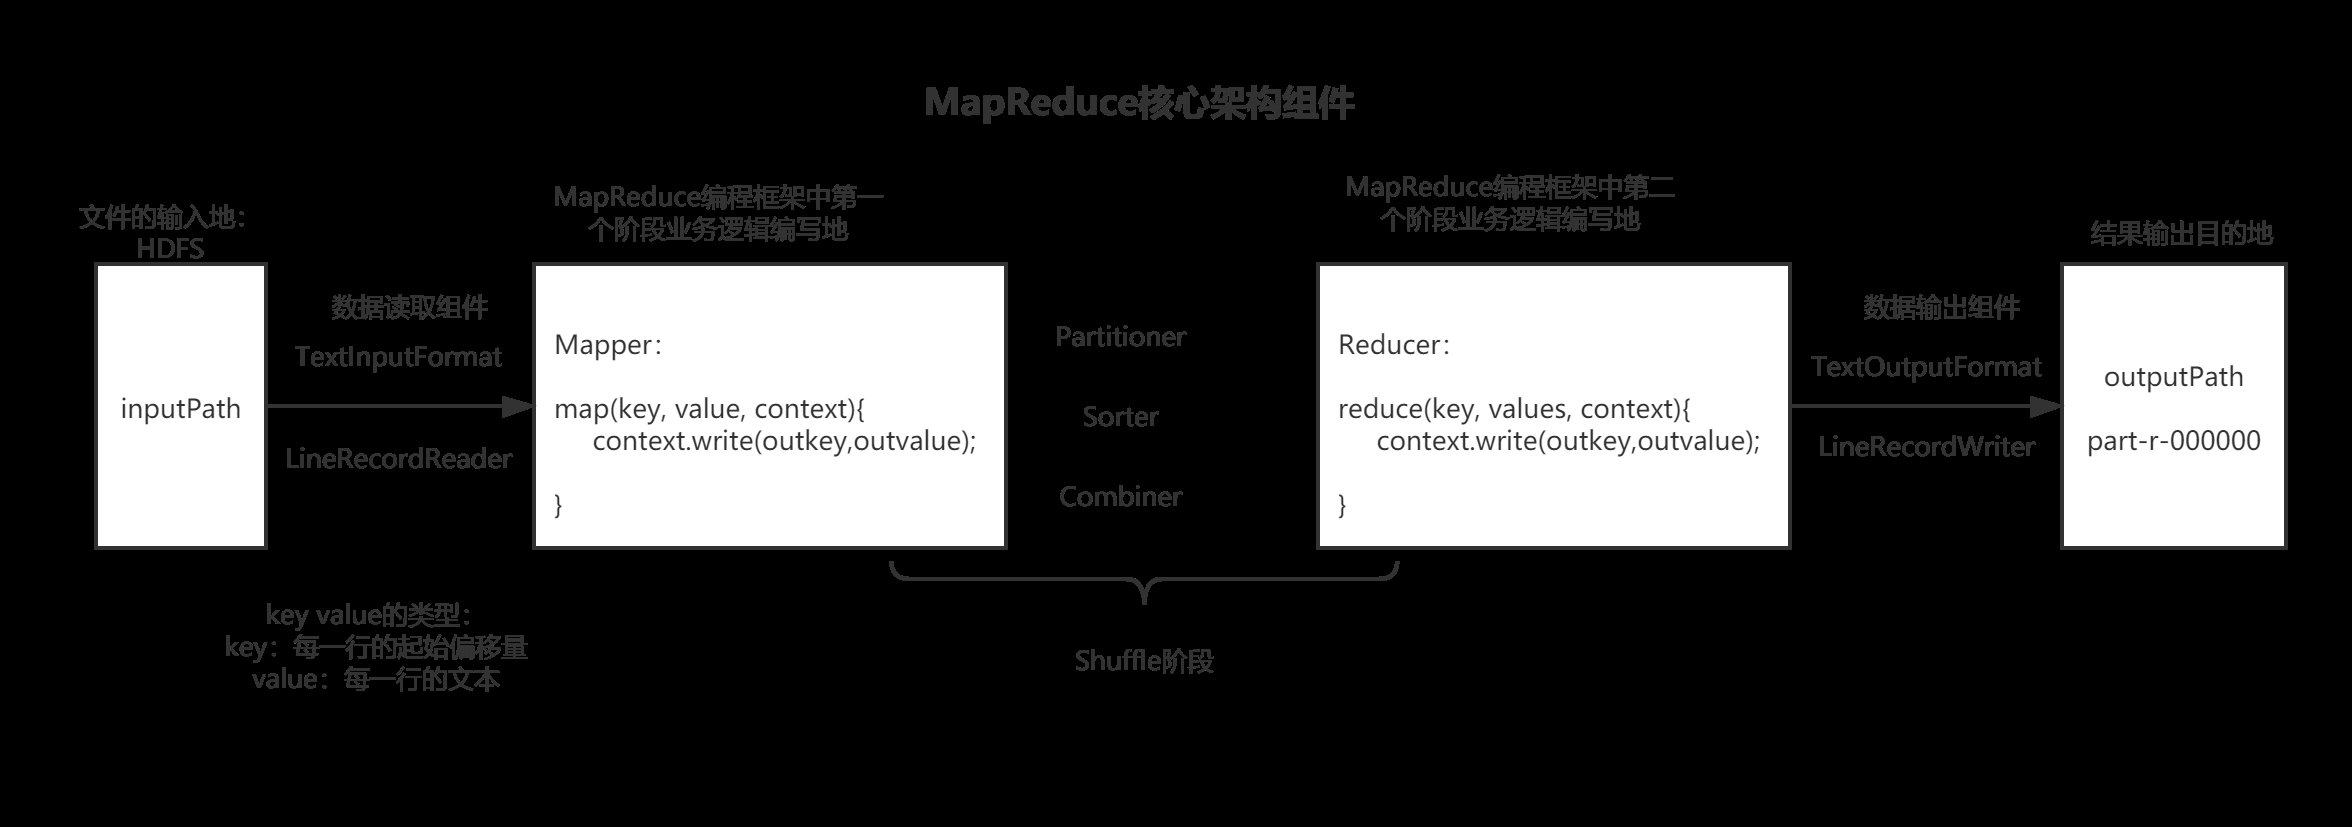 MapReduce核心架构组件
文件的输入地：
HDFS
inputPath
数据读取组件
TextInputFormat
LineRecordReader
key value的类型：
key：每一行的起始偏移量
value：每一行的文本
MapReduce编程框架中第一
个阶段业务逻辑编写地
Mapper：
map(key, value, context){
context.write(outkey,outvalue);
}
Partitioner
Sorter
Combiner
Shuffle阶段
MapReduce编程框架中第二
个阶段业务逻辑编写地
Reducer：
reduce(key, values, context){
context.write(outkey,outvalue);
}
数据输出组件
TextOutputFormat
LineRecordWriter
结果输出目的地
outputPath
part-r-000000